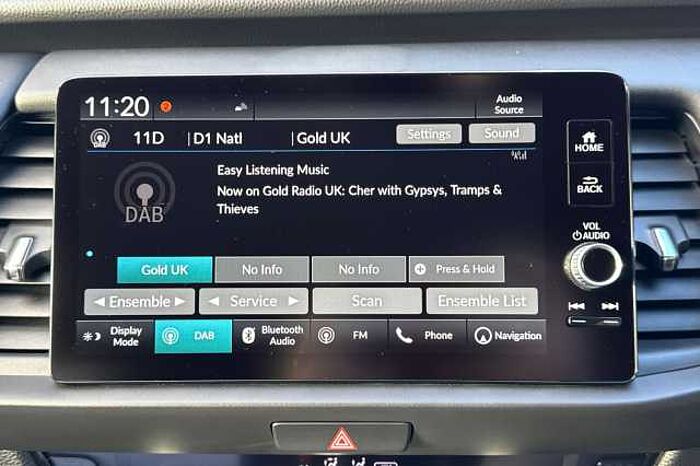 11:20
Audio
Source
DAB
11D |D1 Natl |Gold UK Settings Sound
Easy Listening Music
Now on Gold Radio UK: Cher with Gypsys, Tramps &
Thieves
DAB
Gold UK No Info No Info Press & Hold
Ensemble Service Scan Ensemble List
Display
Mode
DAB
Bluetooth
Audio
FM
Phone
Navigation
HOME
BACK
VOL
AUDIO